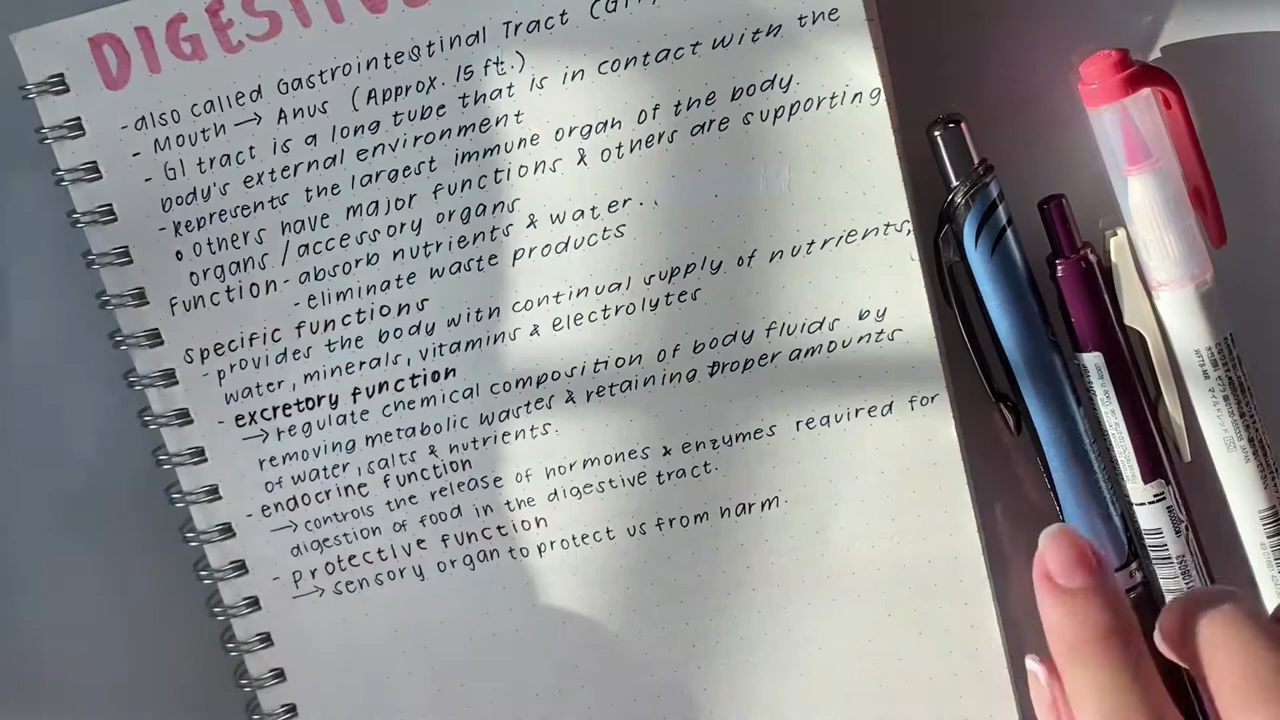 DIGESTIV
-also called Gastrointestinal Tract (GIT)
- Mouth → Anus (Approx. 15 ft.)
- GI tract is a long tube that is in contact with the
body's external environment
-Represents the largest immune organ of the body.
others have major functions & others are supporting
organs / accessory organs
Function- absorb nutrients & water.
-eliminate waste products
specific functions
- provides the body with continual supply of nutrients,
water, minerals, vitamins & electrolytes
- excretory function
→ regulate chemical composition of body fluids by
removing metabolic wastes & retaining proper amounts
of water, salts & nutrients.
- endocrine function
→ controls the release of hormones & enzymes required for
digestion of food in the digestive tract.
- protective function
→ sensory organ to protect us from harm.